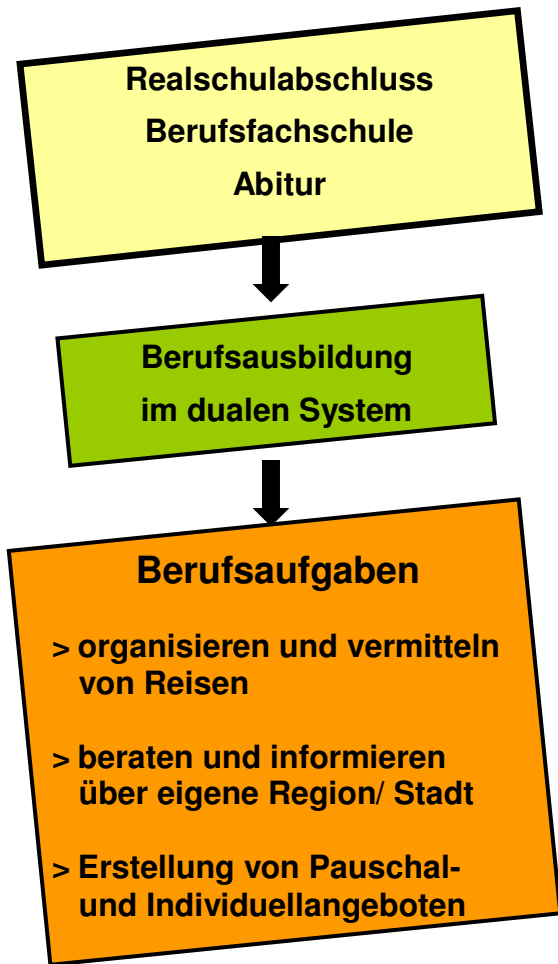 Realschulabschluss
Berufsfachschule
Abitur
Berufsausbildung
im dualen System
Berufsaufgaben
> organisieren und vermitteln
von Reisen
> beraten und informieren
über eigene Region/ Stadt
> Erstellung von Pauschal-
und Individuellangeboten